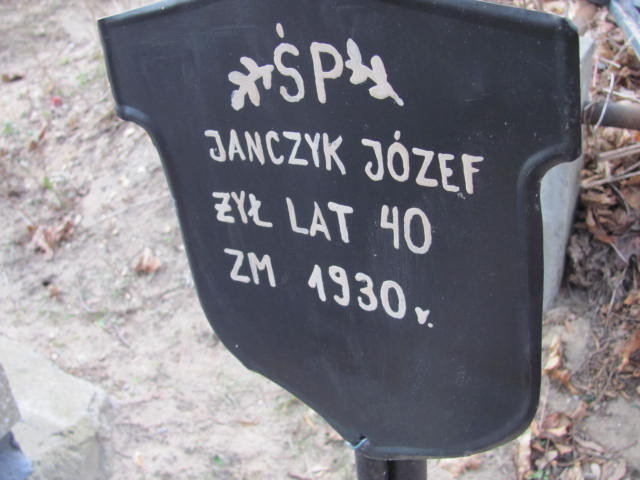 ŚP
JANCZYK JÓZEF
ŻYŁ LAT 40
ZM 1930 r.